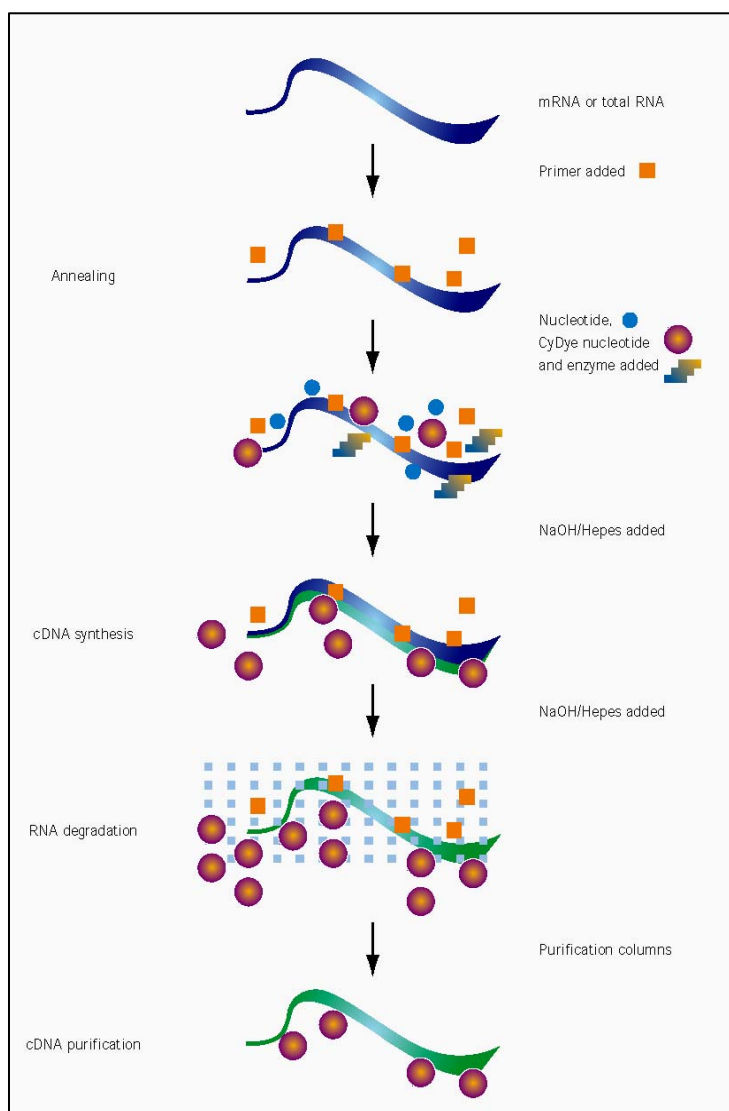 mRNA or total RNA
Primer added
Annealing
Nucleotide,
CyDye nucleotide
and enzyme added
NaOH/Hepes added
cDNA synthesis
NaOH/Hepes added
RNA degradation
Purification columns
cDNA purification